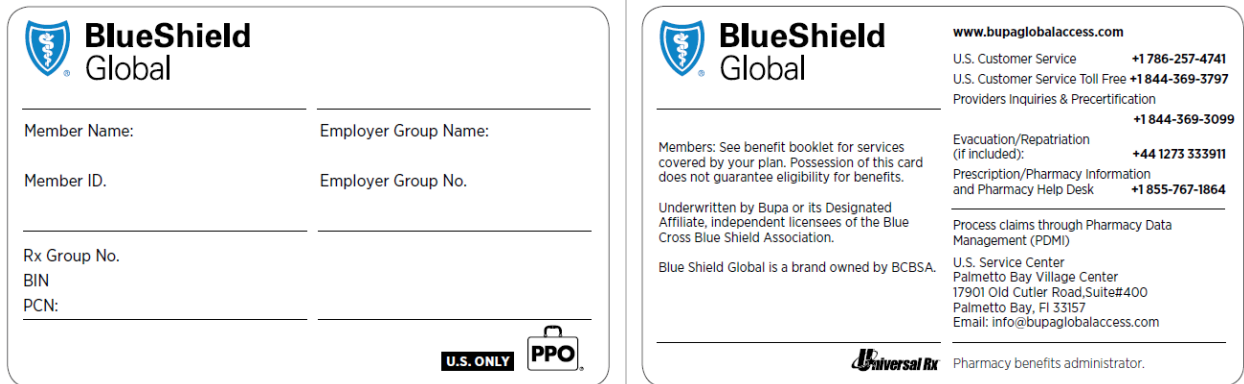 BlueShield
Global
Member Name:
Employer Group Name:
Member ID.
Employer Group No.
Rx Group No.
BIN
PCN:
U.S. ONLY
PPO
BlueShield
Global
Members: See benefit booklet for services
covered by your plan. Possession of this card
does not guarantee eligibility for benefits.
Underwritten by Bupa or its Designated
Affiliate, independent licensees of the Blue
Cross Blue Shield Association.
Blue Shield Global is a brand owned by BCBSA.
www.bupaglobalaccess.com
U.S. Customer Service +1 786-257-4741
U.S. Customer Service Toll Free +1 844-369-3797
Providers Inquiries & Precertification
+1 844-369-3099
Evacuation/Repatriation
(if included): +44 1273 333911
Prescription/Pharmacy Information
and Pharmacy Help Desk +1 855-767-1864
Process claims through Pharmacy Data
Management (PDMI)
U.S. Service Center
Palmetto Bay Village Center
17901 Old Cutler Road,Suite#400
Palmetto Bay, Fl 33157
Email: info@bupaglobalaccess.com
Universal Rx
Pharmacy benefits administrator.